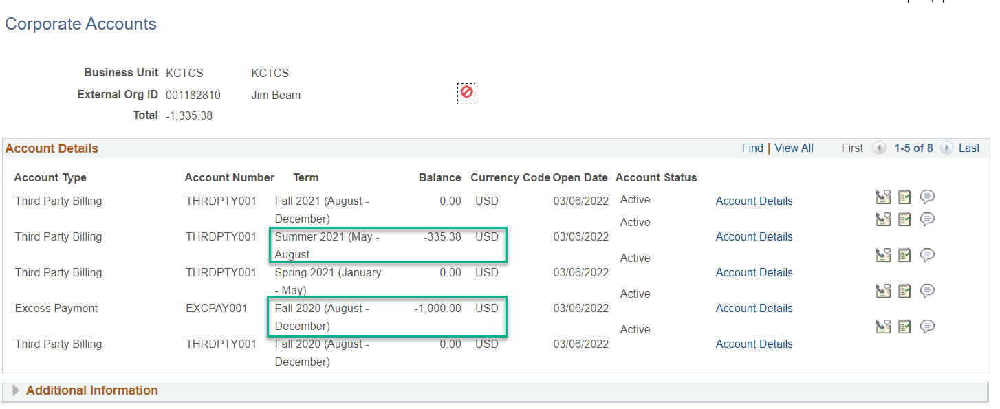 Corporate Accounts
Business Unit KCTCS KCTCS
External Org ID 001182810 Jim Beam
Total -1,335.38
Account Details Find | View All First 1-5 of 8 Last
Account Type Account Number Term Balance Currency Code Open Date Account Status
Third Party Billing THRDPTY001 Fall 2021 (August - 0.00 USD 03/06/2022 Active Account Details
December)
Active
Third Party Billing THRDPTY001 Summer 2021 (May - -335.38 USD 03/06/2022 Account Details
August
Active
Third Party Billing THRDPTY001 Spring 2021 (January 0.00 USD 03/06/2022 Account Details
- May)
Active
Excess Payment EXCPAY001 Fall 2020 (August - -1,000.00 USD 03/06/2022 Account Details
December)
Active
Third Party Billing THRDPTY001 Fall 2020 (August - 0.00 USD 03/06/2022 Account Details
December)
Additional Information